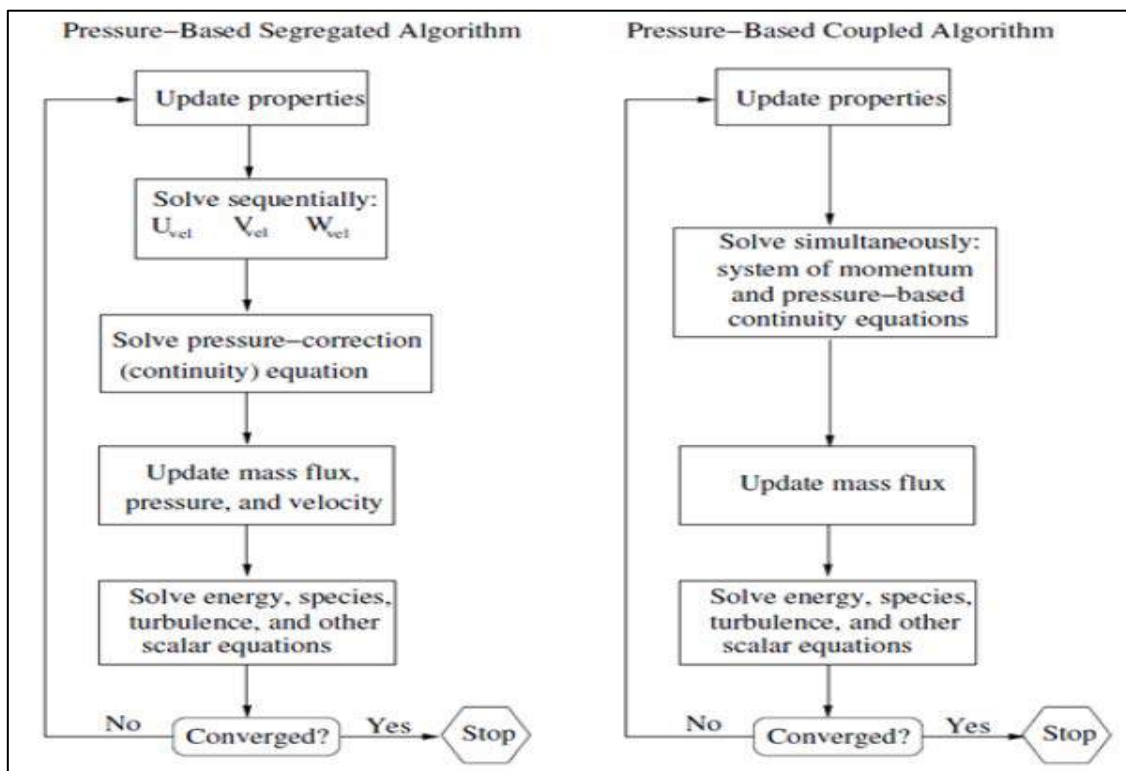 Pressure−Based Segregated Algorithm
Update properties
Solve sequentially:
Uvel Vvel Wvel
Solve pressure−correction
(continuity) equation
Update mass flux,
pressure, and velocity
Solve energy, species,
turbulence, and other
scalar equations
No
Converged?
Yes
Stop
Pressure−Based Coupled Algorithm
Update properties
Solve simultaneously:
system of momentum
and pressure−based
continuity equations
Update mass flux
Solve energy, species,
turbulence, and other
scalar equations
No
Converged?
Yes
Stop